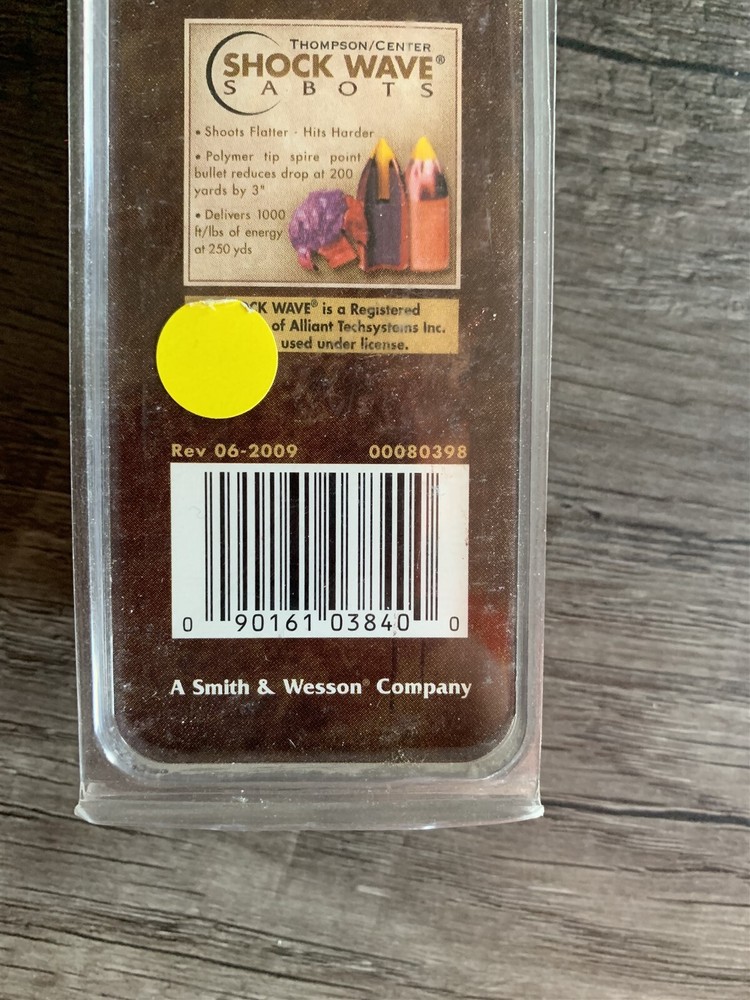 THOMPSON/CENTER
SHOCK WAVE®
SABOTS
• Shoots Flatter - Hits Harder
• Polymer tip spire point
bullet reduces drop at 200
yards by 3"
• Delivers 1000
ft/lbs of energy
at 250 yds
CK WAVE® is a Registered
of Alliant Techsystems Inc.
used under license.
Rev 06-2009 00080398
0 90161 03840 0
A Smith & Wesson® Company